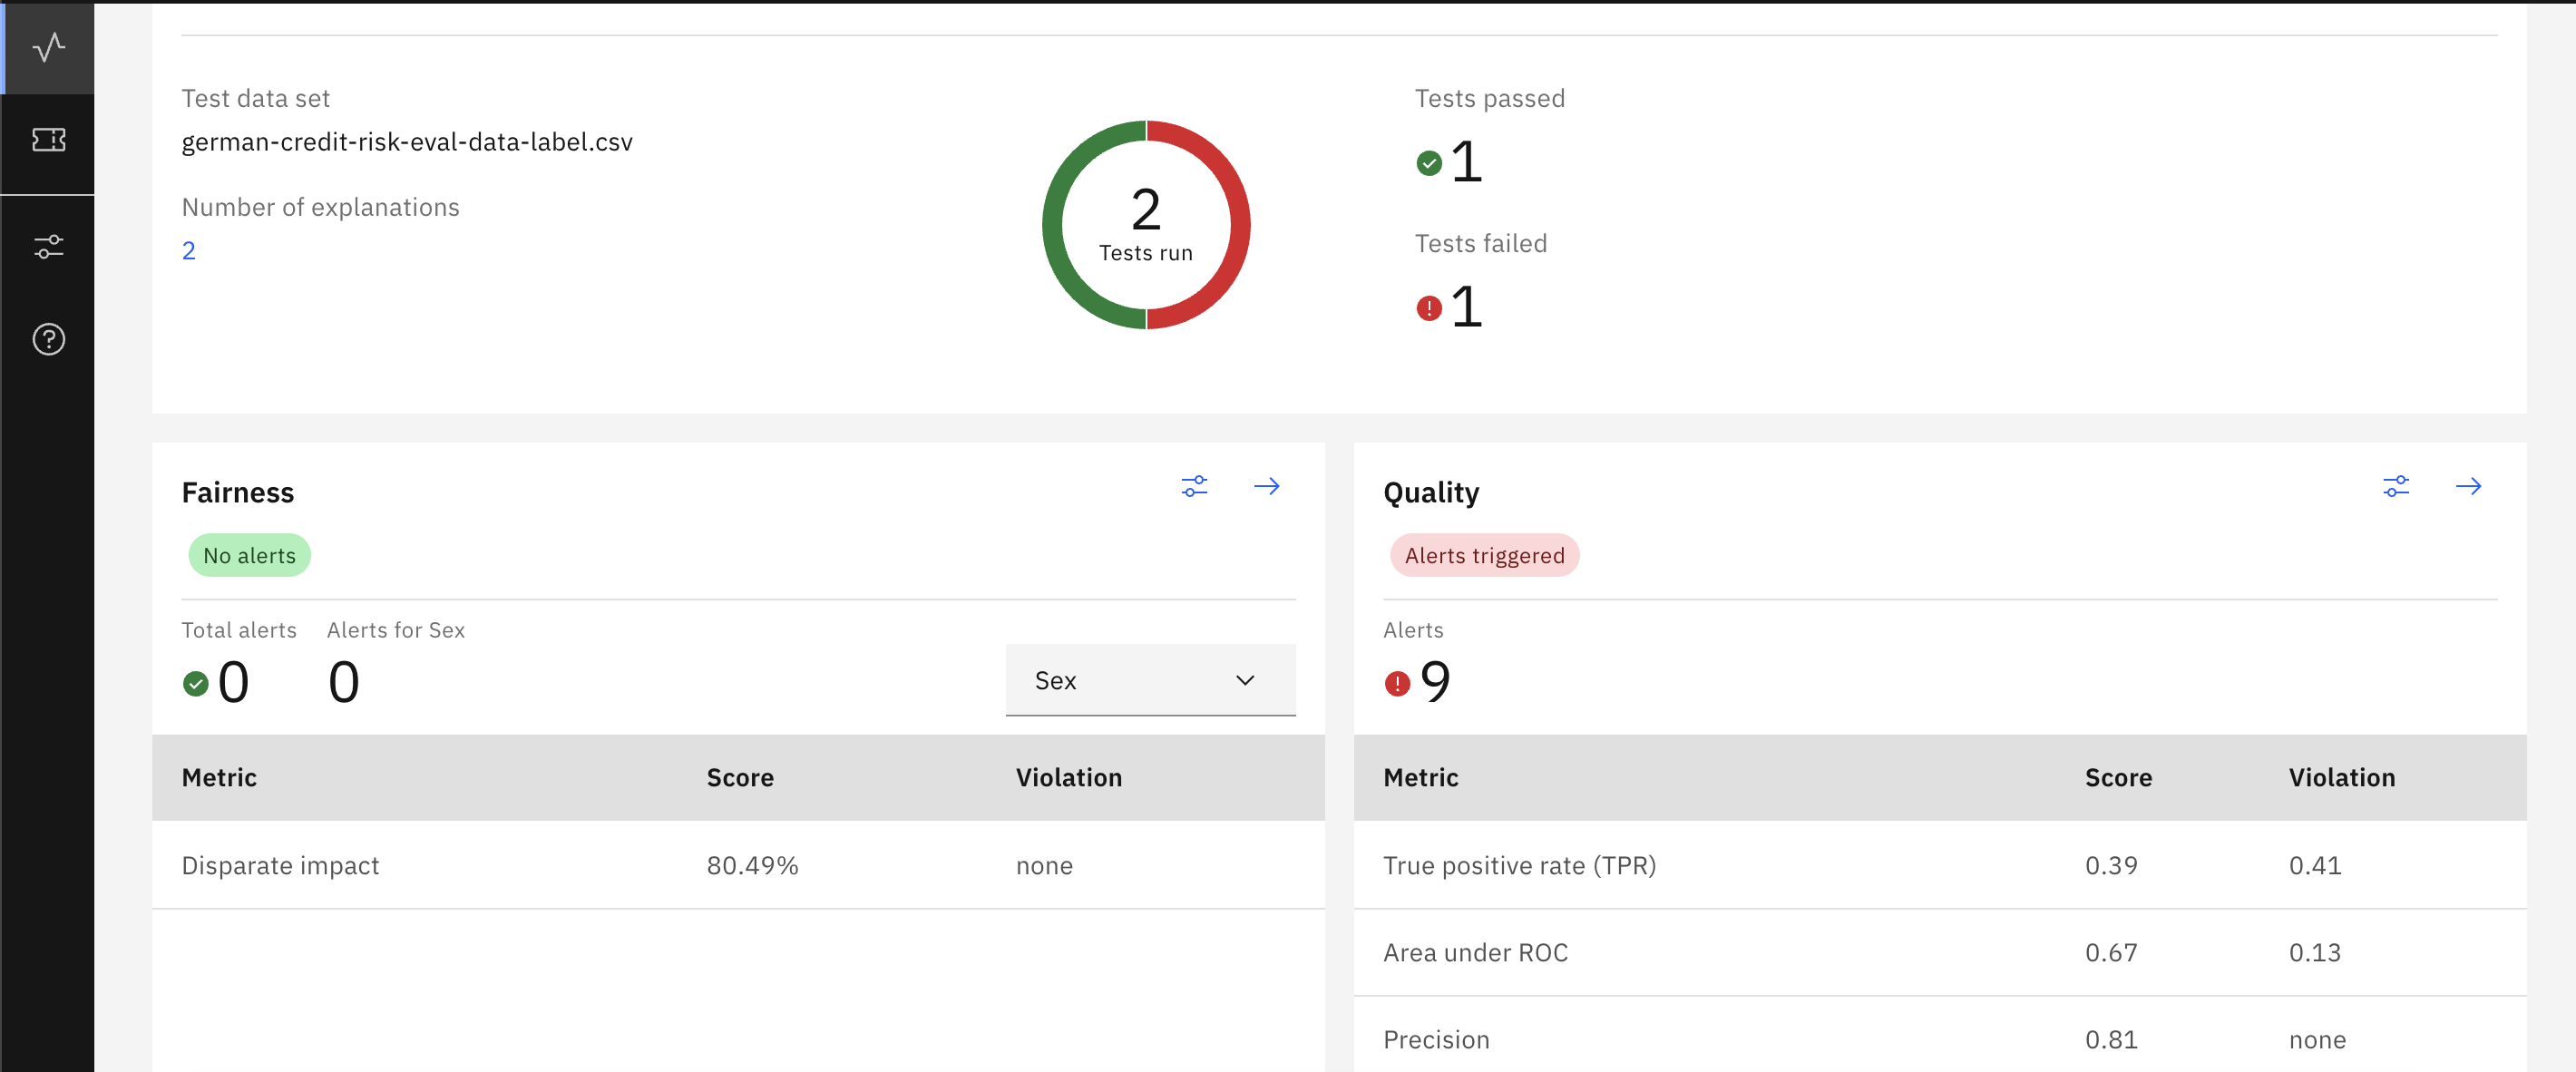 Test data set
german-credit-risk-eval-data-label.csv
Number of explanations
2
2
Tests run
Tests passed
1
Tests failed
1
Fairness
No alerts
Total alerts Alerts for Sex
0 0
Sex
Metric Score Violation
Disparate impact 80.49% none
Quality
Alerts triggered
Alerts
9
Metric Score Violation
True positive rate (TPR) 0.39 0.41
Area under ROC 0.67 0.13
Precision 0.81 none